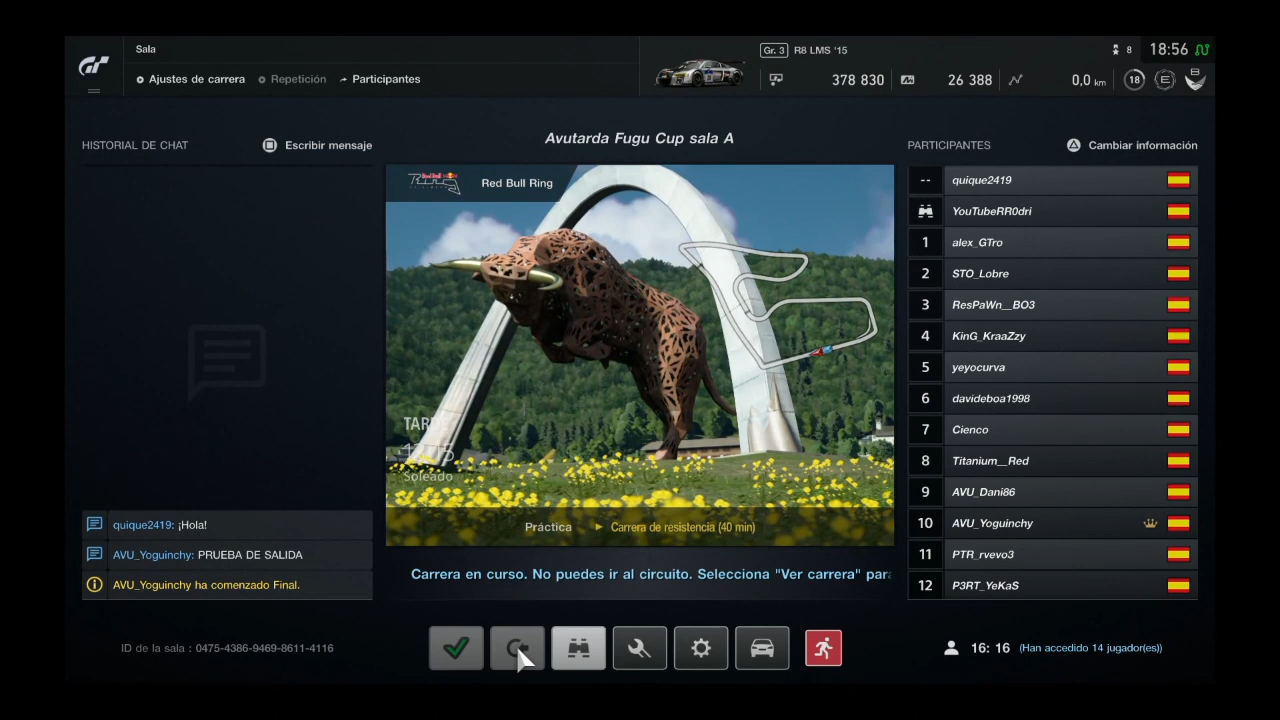 Sala
Gr. 3 R8 LMS '15
8 18:56
Ajustes de carrera Repetición Participantes
378 830 26 388 0,0 km 18 E B
HISTORIAL DE CHAT Escribir mensaje
Avutarda Fugu Cup sala A
PARTICIPANTES Cambiar información
Red Bull Ring
TARDE
12:15
Soleado
Práctica Carrera de resistencia (40 min)
Carrera en curso. No puedes ir al circuito. Selecciona "Ver carrera" para
-- quique2419
YouTubeRR0dri
1 alex_GTro
2 STO_Lobre
3 ResPaWn__BO3
4 KinG_KraaZzy
5 yeyocurva
6 davideboa1998
7 Cienco
8 Titanium__Red
9 AVU_Dani86
10 AVU_Yoguinchy
11 PTR_rvevo3
12 P3RT_YeKaS
quique2419: ¡Hola!
AVU_Yoguinchy: PRUEBA DE SALIDA
AVU_Yoguinchy ha comenzado Final.
ID de la sala : 0475-4386-9469-8611-4116
16: 16 (Han accedido 14 jugador(es))